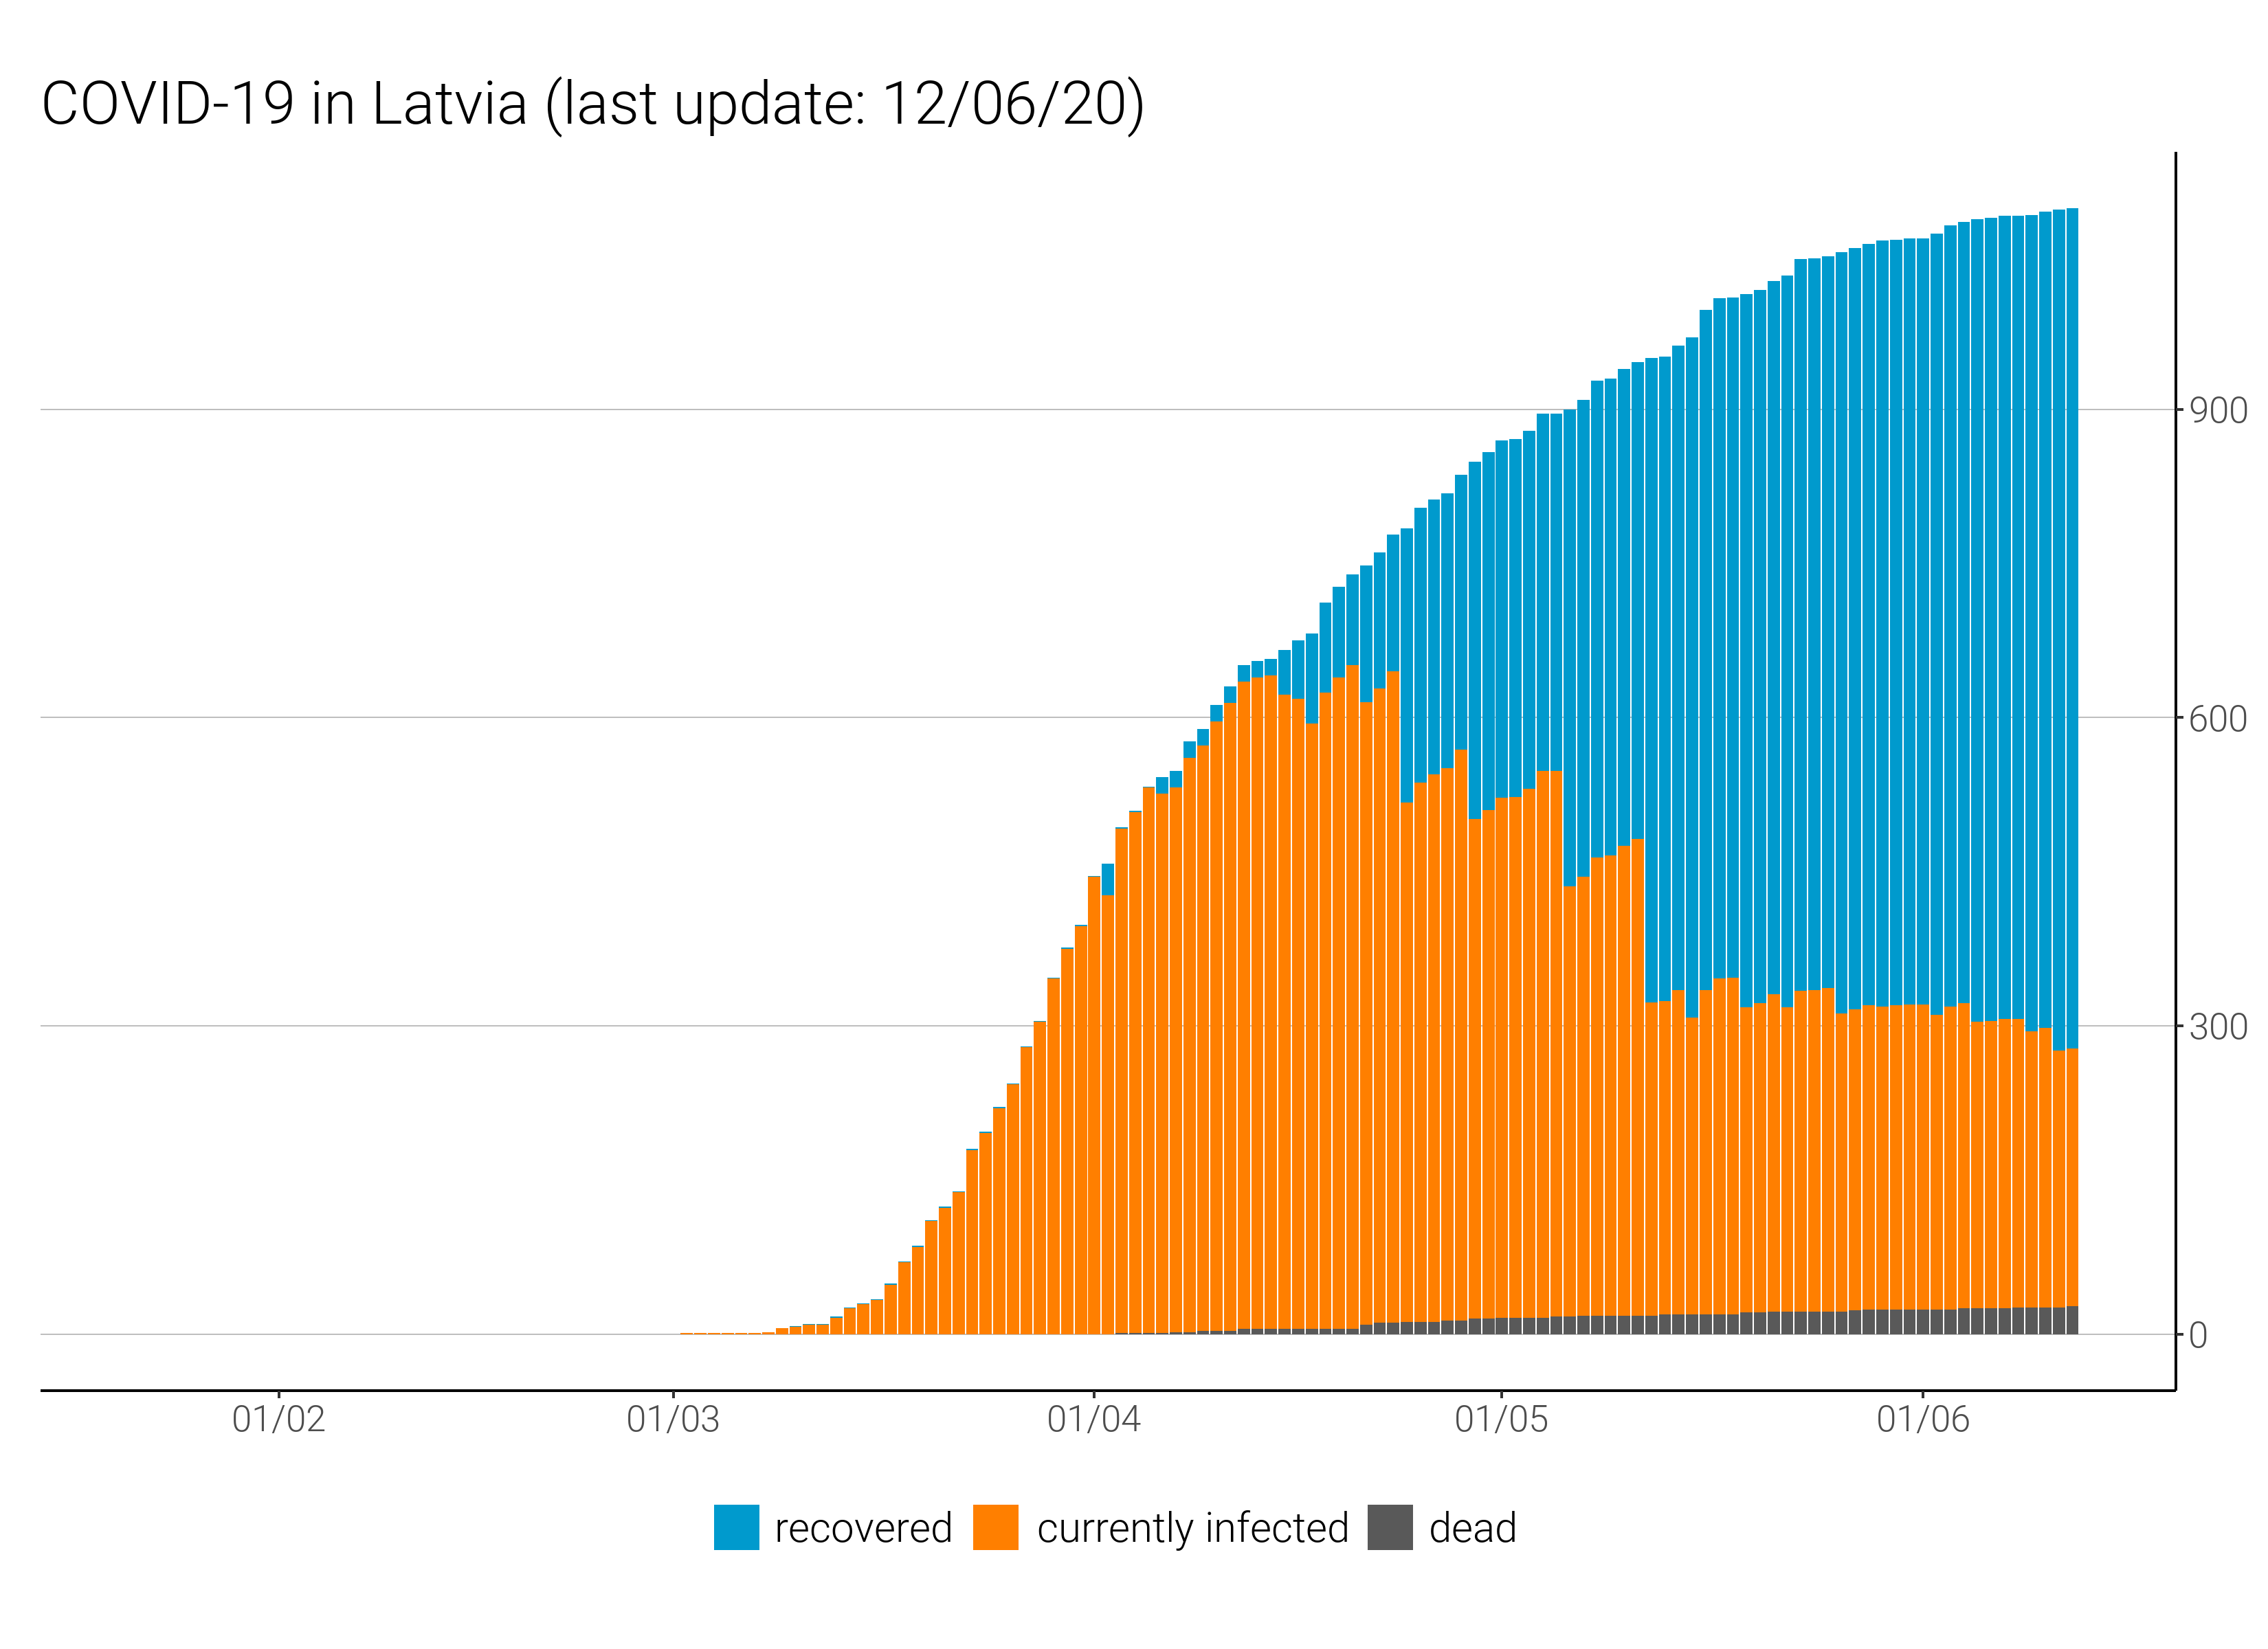 COVID-19 in Latvia (last update: 12/06/20)
900
600
300
0
01/02 01/03 01/04 01/05 01/06
recovered currently infected dead